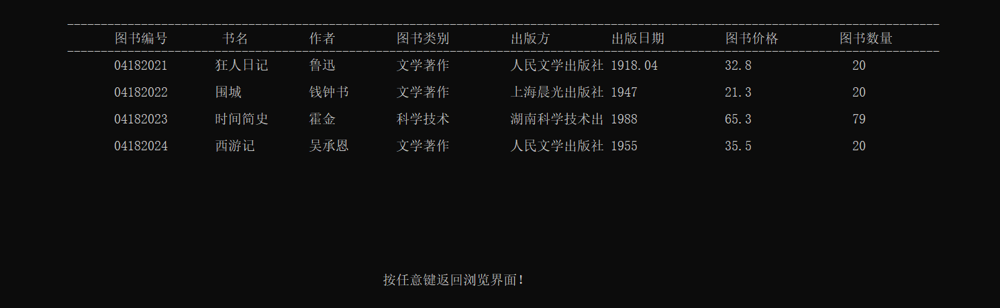 图书编号 书名 作者 图书类别 出版方 出版日期 图书价格 图书数量
04182021 狂人日记 鲁迅 文学著作 人民文学出版社 1918.04 32.8 20
04182022 围城 钱钟书 文学著作 上海晨光出版社 1947 21.3 20
04182023 时间简史 霍金 科学技术 湖南科学技术出 1988 65.3 79
04182024 西游记 吴承恩 文学著作 人民文学出版社 1955 35.5 20
按任意键返回浏览界面!